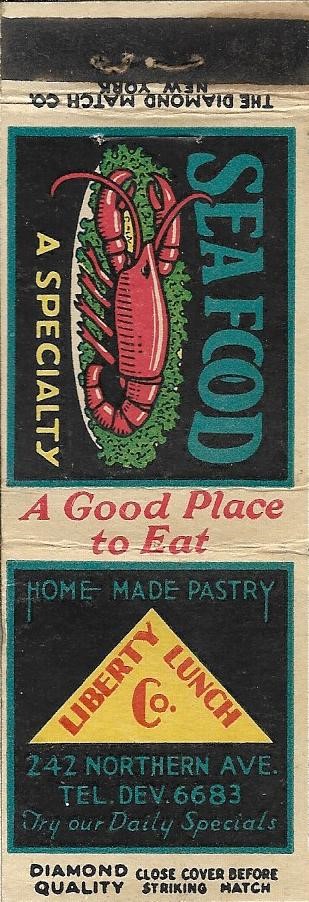 THE DIAMOND MATCH CO.
NEW YORK
SEA FOOD
A SPECIALTY
A Good Place
to Eat
HOME MADE PASTRY
LIBERTY LUNCH
Co.
242 NORTHERN AVE.
TEL. DEV. 6683
Try our Daily Specials
DIAMOND QUALITY
CLOSE COVER BEFORE STRIKING MATCH